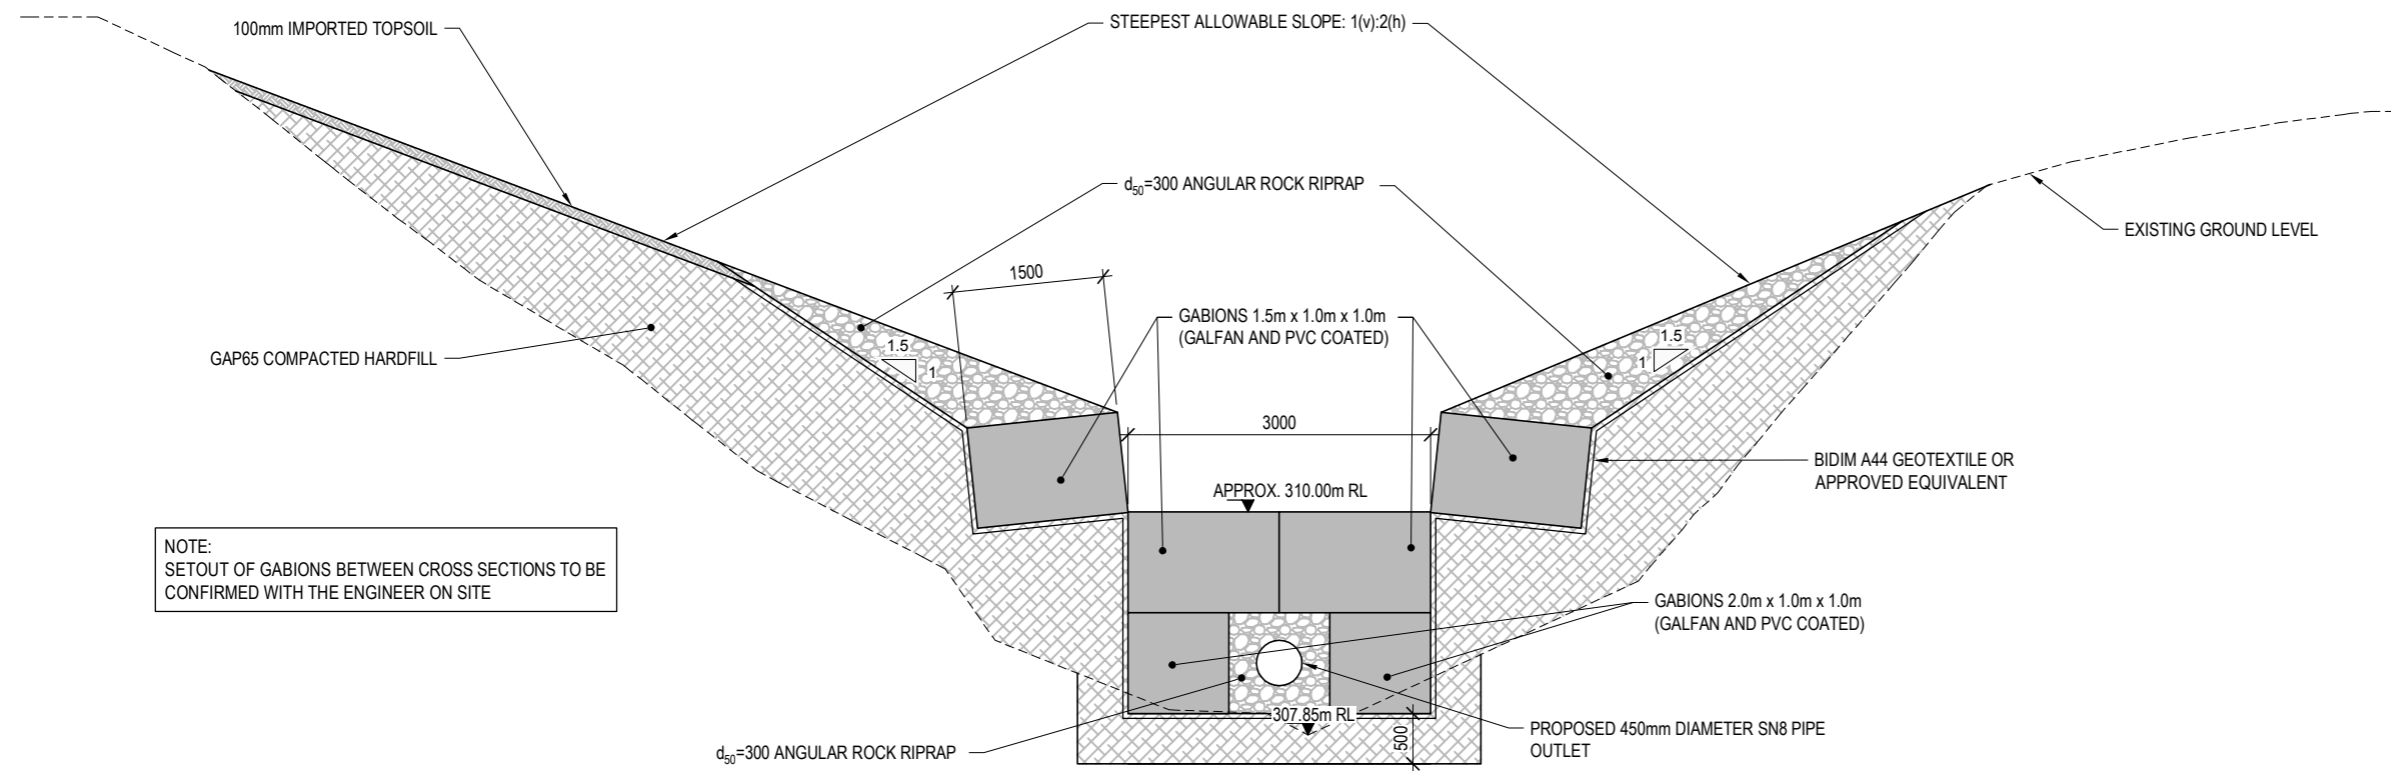 100mm IMPORTED TOPSOIL
STEEPEST ALLOWABLE SLOPE: 1(v):2(h)
d50=300 ANGULAR ROCK RIPRAP
EXISTING GROUND LEVEL
1500
GABIONS 1.5m x 1.0m x 1.0m
(GALFAN AND PVC COATED)
GAP65 COMPACTED HARDFILL
1.5
1
1.5
1
3000
BIDIM A44 GEOTEXTILE OR
APPROVED EQUIVALENT
APPROX. 310.00m RL
NOTE:
SETOUT OF GABIONS BETWEEN CROSS SECTIONS TO BE
CONFIRMED WITH THE ENGINEER ON SITE
GABIONS 2.0m x 1.0m x 1.0m
(GALFAN AND PVC COATED)
307.85m RL
500
PROPOSED 450mm DIAMETER SN8 PIPE
OUTLET
d50=300 ANGULAR ROCK RIPRAP